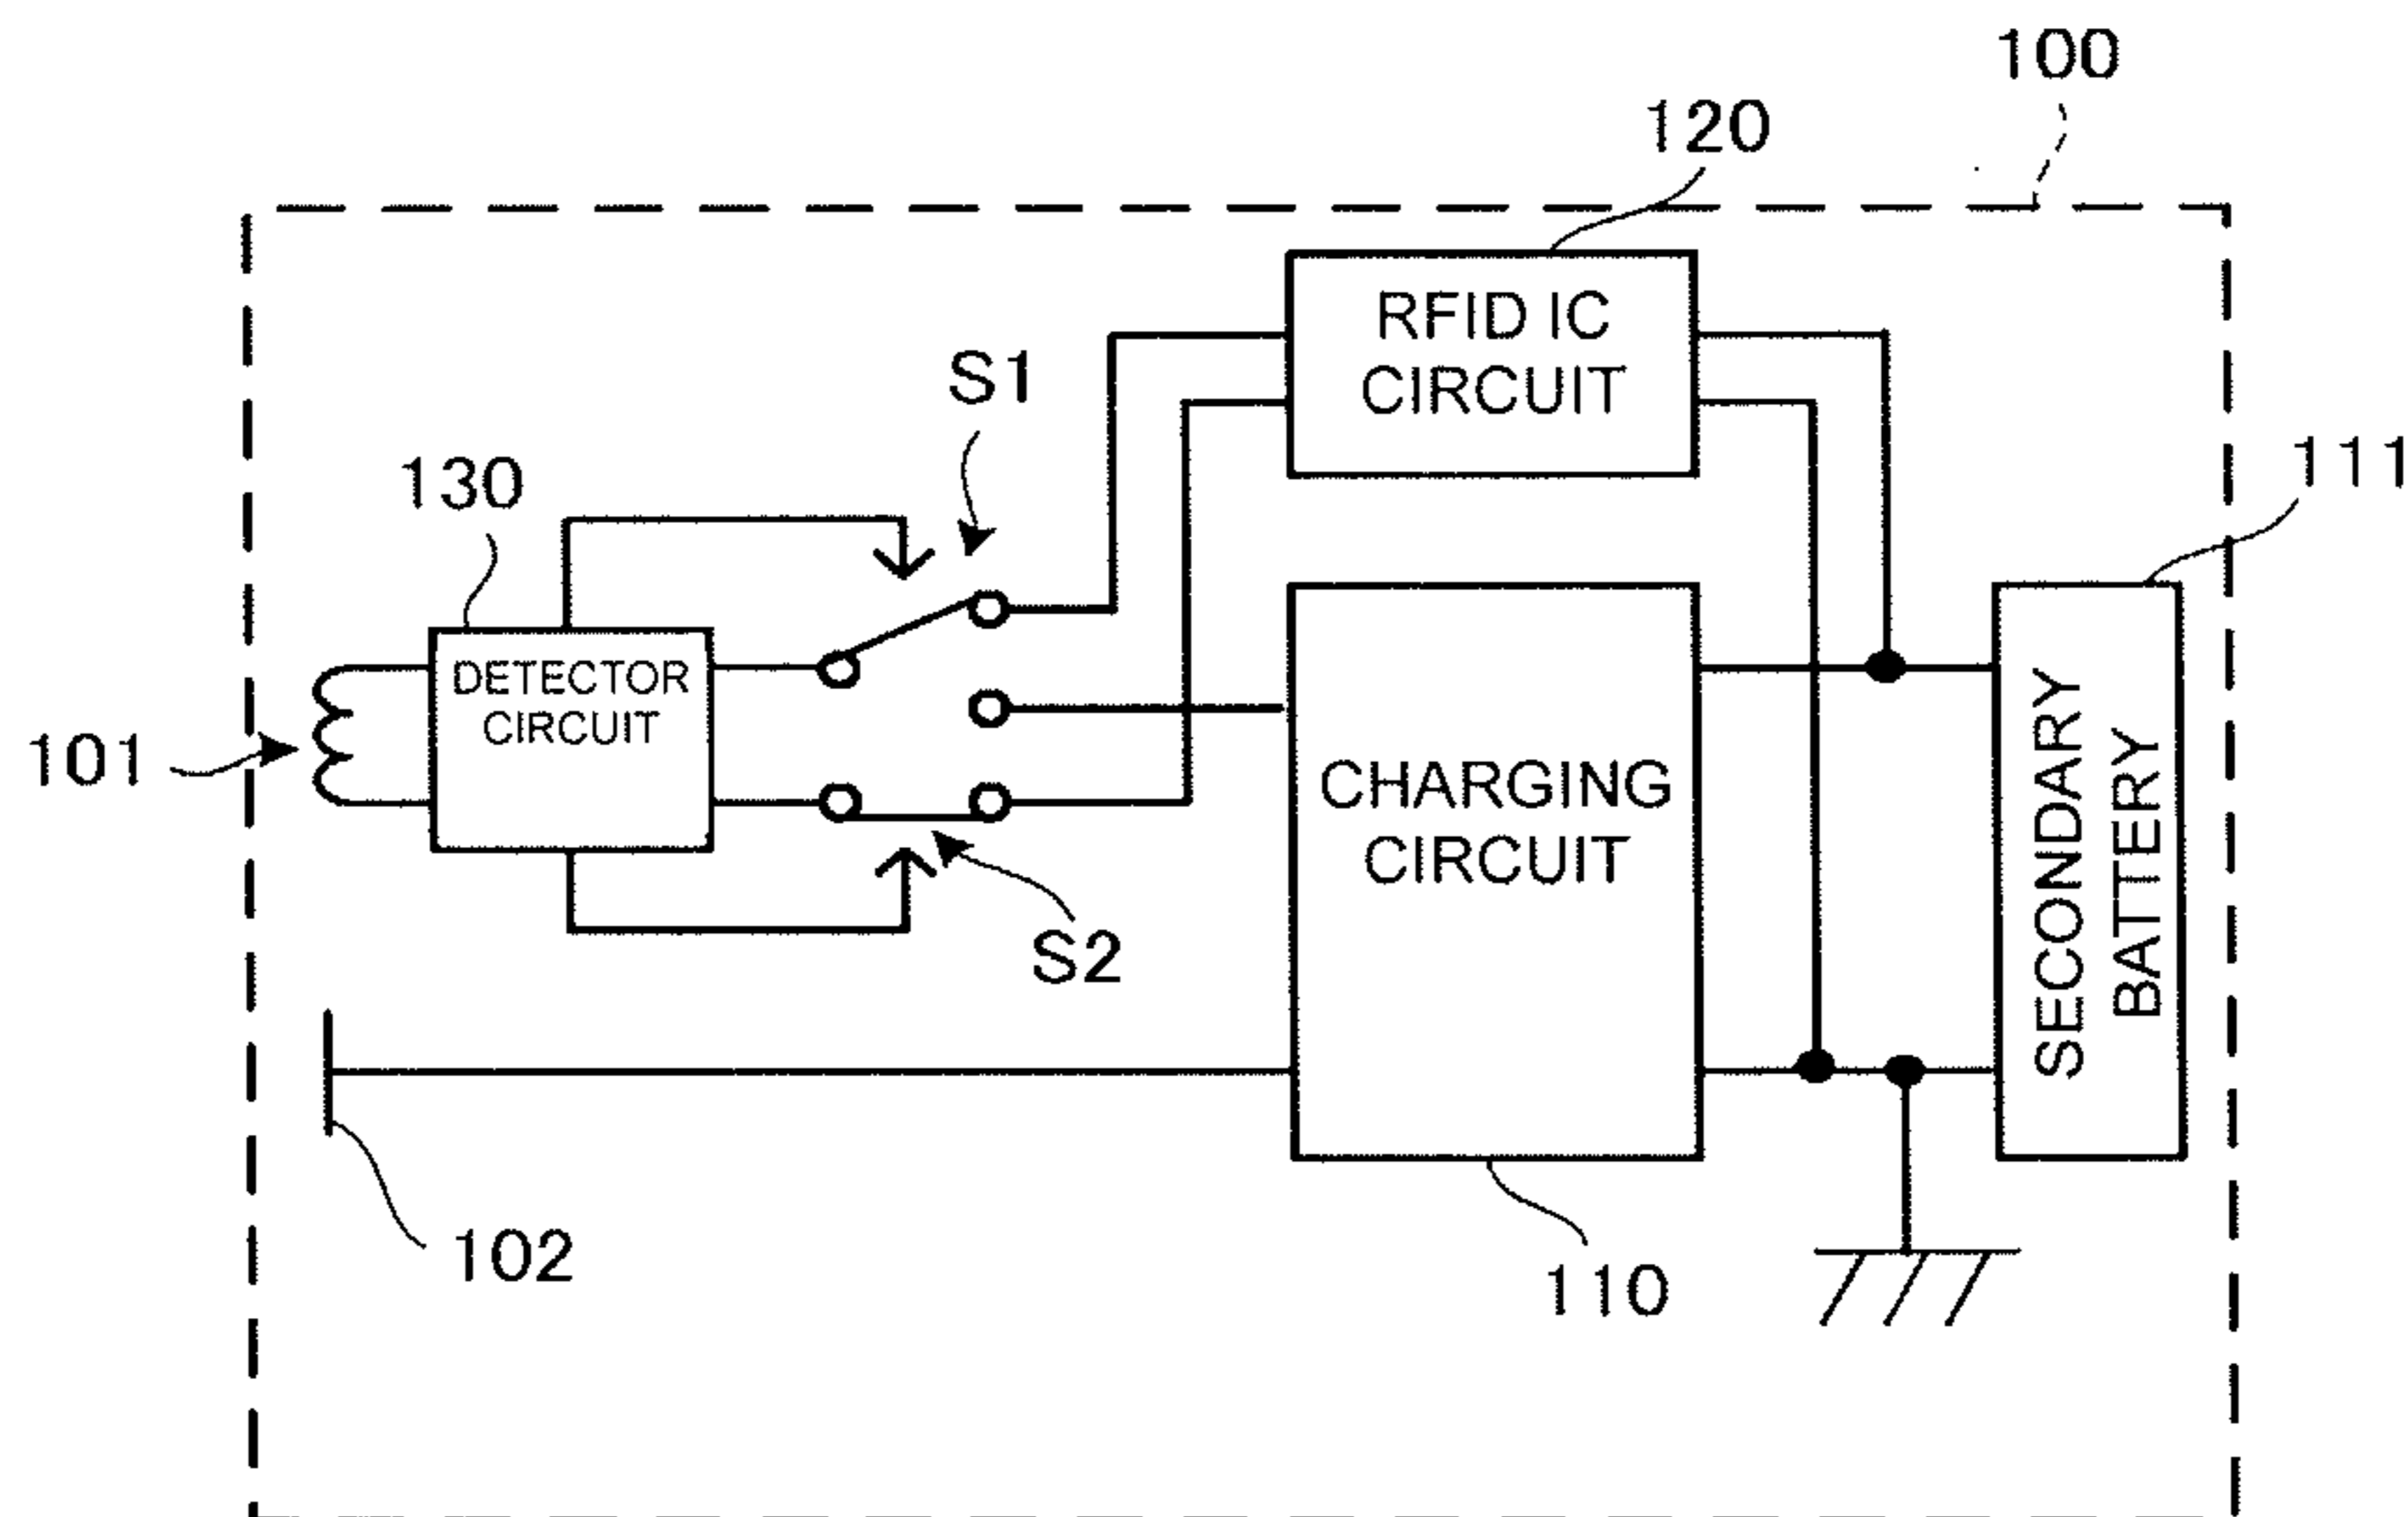 100
120
RFID IC
CIRCUIT
S1
111
130
DETECTOR
CIRCUIT
101
CHARGING
CIRCUIT
SECONDARY
BATTERY
S2
102
110